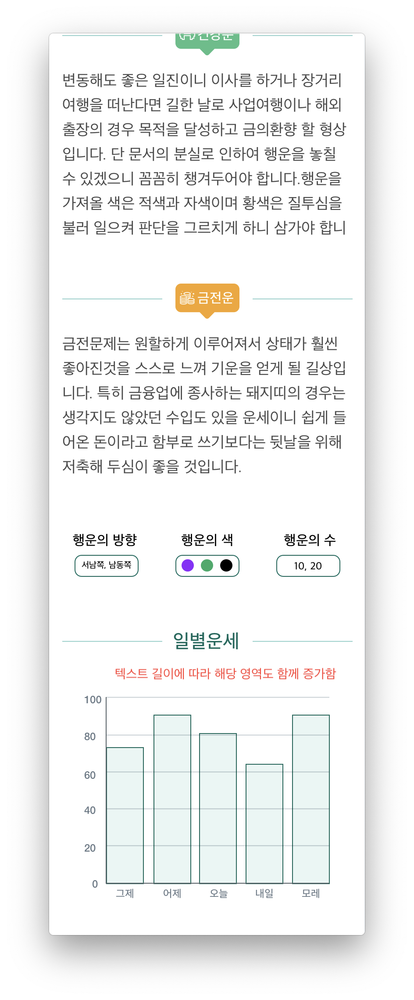 건강운
변동해도 좋은 일진이니 이사를 하거나 장거리
여행을 떠난다면 길한 날로 사업여행이나 해외
출장의 경우 목적을 달성하고 금의환향 할 형상
입니다. 단 문서의 분실로 인하여 행운을 놓칠
수 있겠으니 꼼꼼히 챙겨두어야 합니다.행운을
가져올 색은 적색과 자색이며 황색은 질투심을
불러 일으켜 판단을 그르치게 하니 삼가야 합니
금전운
금전문제는 원할하게 이루어져서 상태가 훨씬
좋아진것을 스스로 느껴 기운을 얻게 될 길상입
니다. 특히 금융업에 종사하는 돼지띠의 경우는
생각지도 않았던 수입도 있을 운세이니 쉽게 들
어온 돈이라고 함부로 쓰기보다는 뒷날을 위해
저축해 두심이 좋을 것입니다.
행운의 방향 행운의 색 행운의 수
서남쪽, 남동쪽 10, 20
일별운세
텍스트 길이에 따라 해당 영역도 함께 증가함
100
80
60
40
20
0
그제 어제 오늘 내일 모레